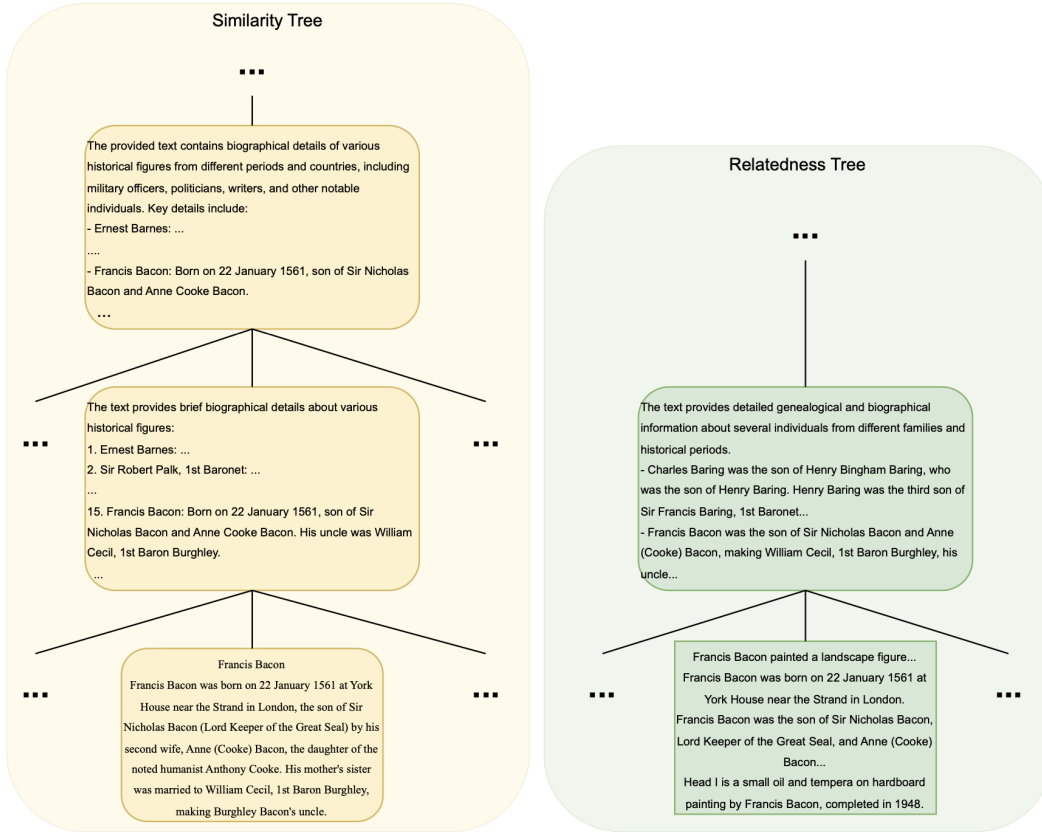 Similarity Tree
...
The provided text contains biographical details of various
historical figures from different periods and countries, including
military officers, politicians, writers, and other notable
individuals. Key details include:
- Ernest Barnes: ...
....
- Francis Bacon: Born on 22 January 1561, son of Sir Nicholas
Bacon and Anne Cooke Bacon.
...
The text provides brief biographical details about various
historical figures:
1. Ernest Barnes: ...
2. Sir Robert Palk, 1st Baronet: ...
...
15. Francis Bacon: Born on 22 January 1561, son of Sir
Nicholas Bacon and Anne Cooke Bacon. His uncle was William
Cecil, 1st Baron Burghley.
...
...
...
Francis Bacon
Francis Bacon was born on 22 January 1561 at York
House near the Strand in London, the son of Sir
Nicholas Bacon (Lord Keeper of the Great Seal) by his
second wife, Anne (Cooke) Bacon, the daughter of the
noted humanist Anthony Cooke. His mother's sister
was married to William Cecil, 1st Baron Burghley,
making Burghley Bacon's uncle.
...
...
Relatedness Tree
...
The text provides detailed genealogical and biographical
information about several individuals from different families and
historical periods.
- Charles Baring was the son of Henry Bingham Baring, who
was the son of Henry Baring. Henry Baring was the third son of
Sir Francis Baring, 1st Baronet...
- Francis Bacon was the son of Sir Nicholas Bacon and Anne
(Cooke) Bacon, making William Cecil, 1st Baron Burghley, his
uncle...
Francis Bacon painted a landscape figure...
Francis Bacon was born on 22 January 1561 at
York House near the Strand in London.
Francis Bacon was the son of Sir Nicholas Bacon,
Lord Keeper of the Great Seal, and Anne (Cooke)
Bacon...
Head I is a small oil and tempera on hardboard
painting by Francis Bacon, completed in 1948.
...
...